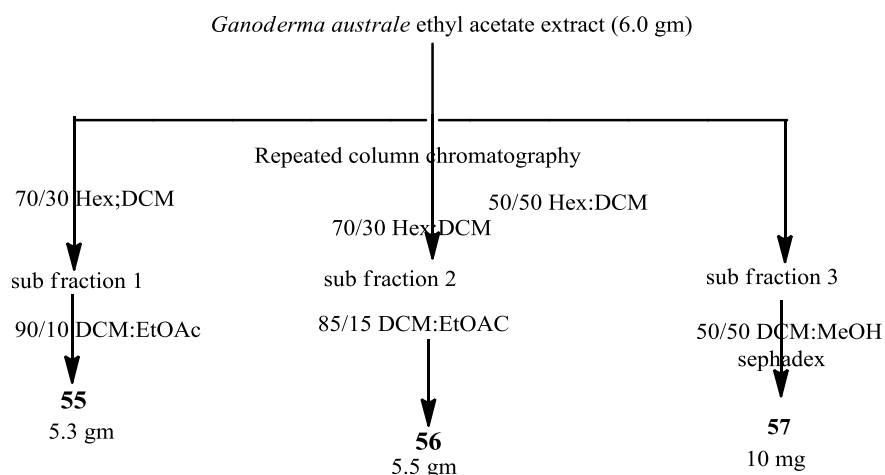 Ganoderma australe ethyl acetate extract (6.0 gm)
Repeated column chromatography
70/30 Hex;DCM
50/50 Hex:DCM
70/30 Hex:DCM
sub fraction 1
sub fraction 2
sub fraction 3
90/10 DCM:EtOAc
85/15 DCM:EtOAC
50/50 DCM:MeOH
sephadex
55
5.3 gm
56
5.5 gm
57
10 mg